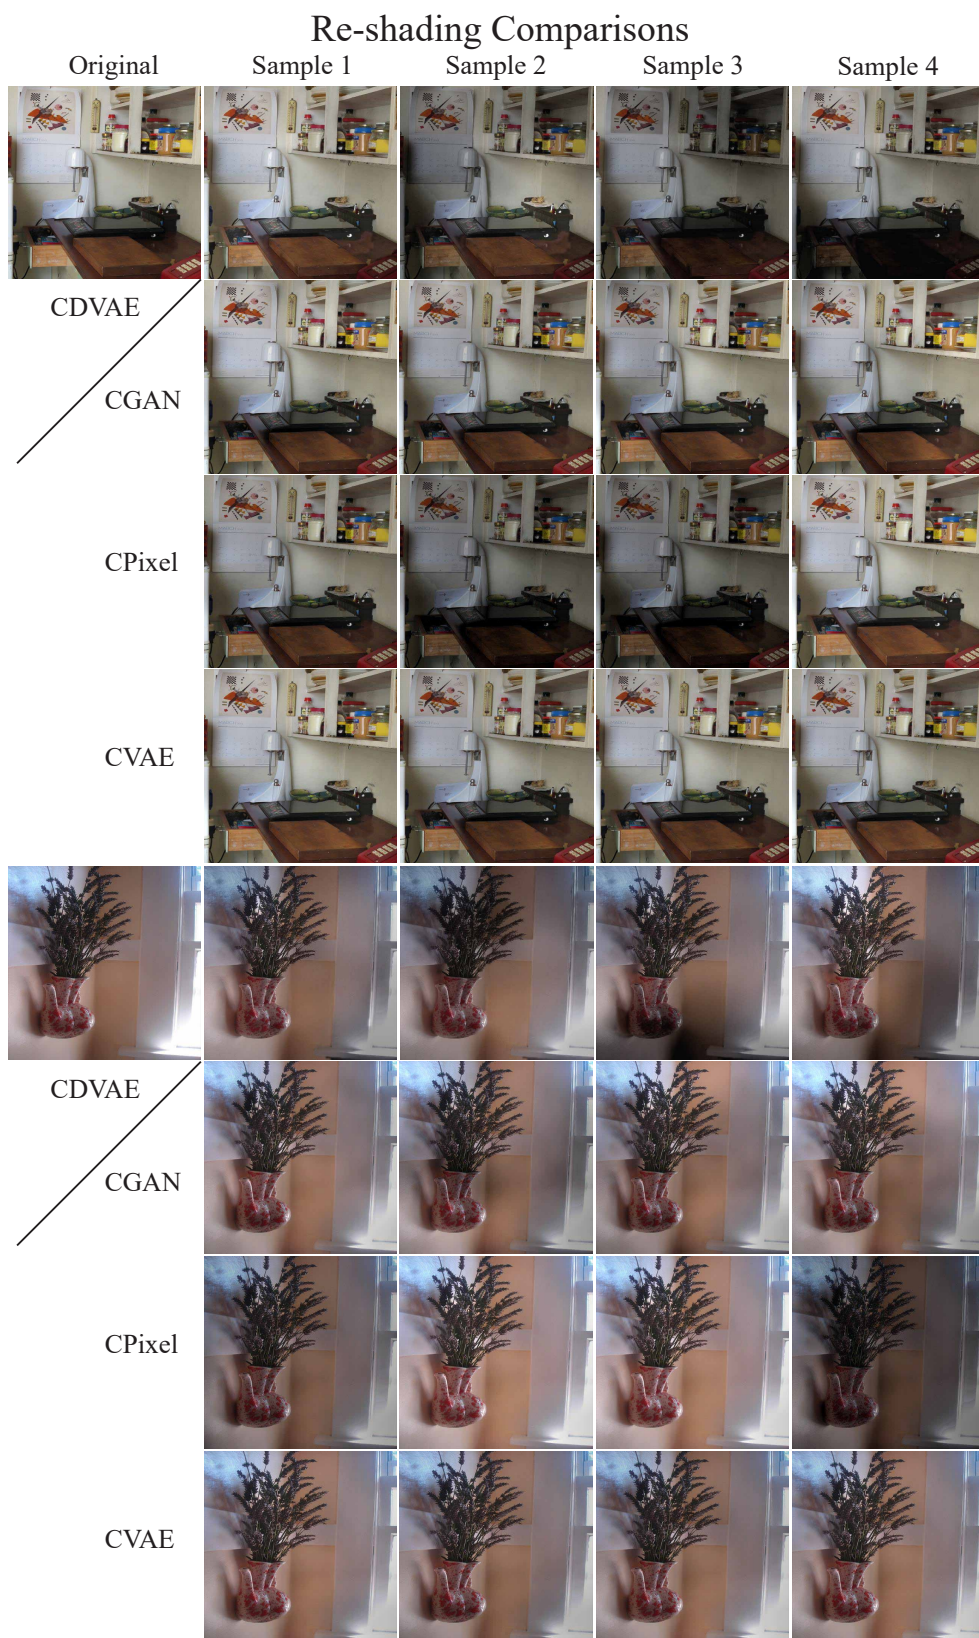 Re-shading Comparisons
Original Sample 1 Sample 2 Sample 3 Sample 4
CDVAE
CGAN
CPixel
CVAE
CDVAE
CGAN
CPixel
CVAE